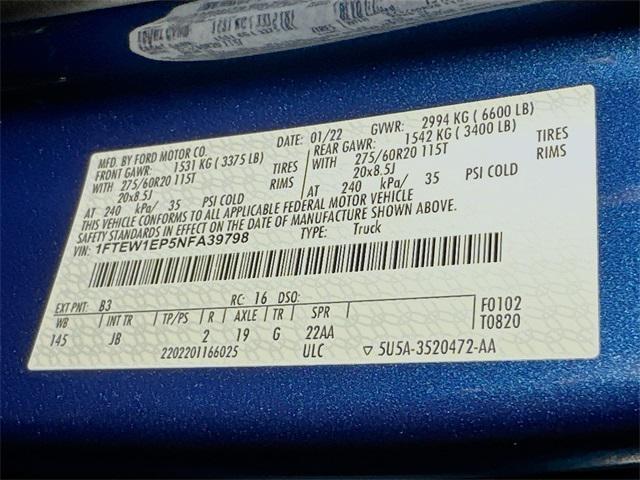 MFD. BY FORD MOTOR CO. DATE: 01/22 GVWR: 2994 KG ( 6600 LB)
FRONT GAWR: 1531 KG ( 3375 LB) REAR GAWR: 1542 KG ( 3400 LB)
WITH 275/60R20 115T TIRES WITH 275/60R20 115T TIRES
20x8.5J RIMS 20x8.5J RIMS
AT 240 kPa/ 35 PSI COLD AT 240 kPa/ 35 PSI COLD
THIS VEHICLE CONFORMS TO ALL APPLICABLE FEDERAL MOTOR VEHICLE
SAFETY STANDARDS IN EFFECT ON THE DATE OF MANUFACTURE SHOWN ABOVE.
VIN: 1FTEW1EP5NFA39798 TYPE: Truck
EXT PNT: B3 RC: 16 DSO: F0102
WB INT TR TP/PS R AXLE TR SPR T0820
145 JB 2 19 G 22AA
2202201166025 ULC ▽ 5U5A-3520472-AA